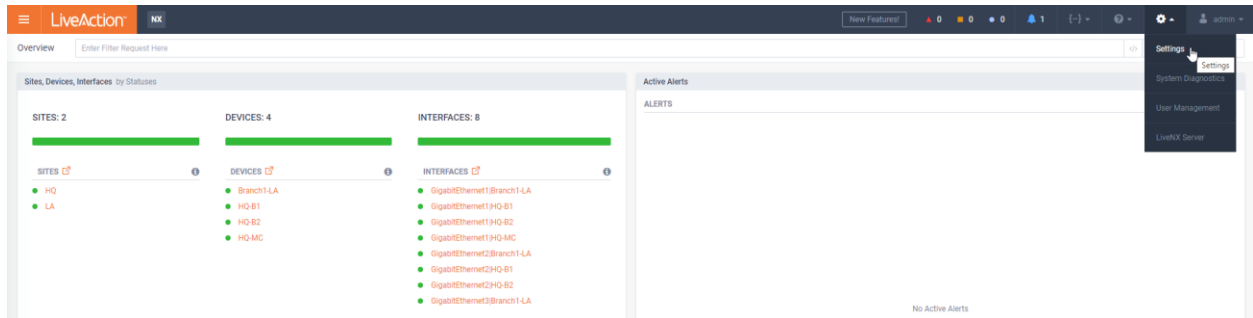 LiveAction NX New Features! 0 0 0 1 {-} admin
Overview Enter Filter Request Here </>
Settings
Settings
System Diagnostics
User Management
LiveNX Server
Sites, Devices, Interfaces by Statuses
SITES: 2
DEVICES: 4
INTERFACES: 8
SITES
HQ
LA
DEVICES
Branch1-LA
HQ-B1
HQ-B2
HQ-MC
INTERFACES
GigabitEthernet1|Branch1-LA
GigabitEthernet1|HQ-B1
GigabitEthernet1|HQ-B2
GigabitEthernet1|HQ-MC
GigabitEthernet2|Branch1-LA
GigabitEthernet2|HQ-B1
GigabitEthernet2|HQ-B2
GigabitEthernet3|Branch1-LA
Active Alerts
ALERTS
No Active Alerts